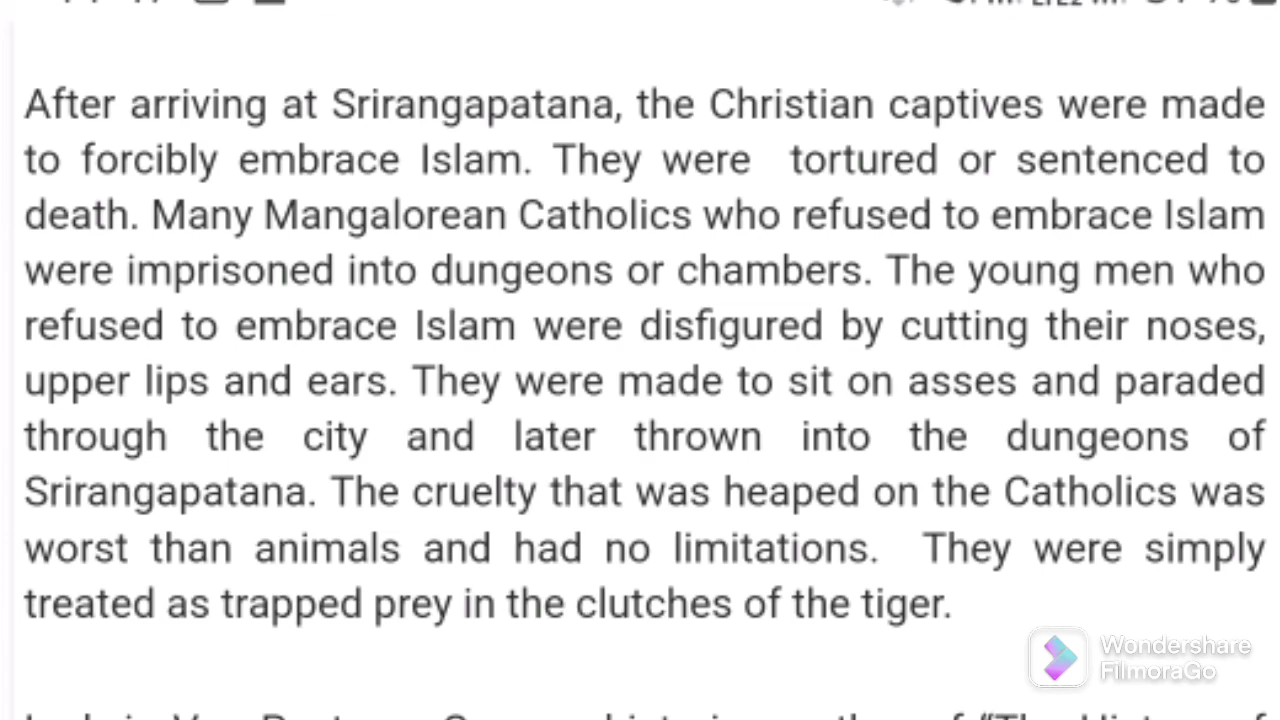 After arriving at Srirangapatana, the Christian captives were made
to forcibly embrace Islam. They were tortured or sentenced to
death. Many Mangalorean Catholics who refused to embrace Islam
were imprisoned into dungeons or chambers. The young men who
refused to embrace Islam were disfigured by cutting their noses,
upper lips and ears. They were made to sit on asses and paraded
through the city and later thrown into the dungeons of
Srirangapatana. The cruelty that was heaped on the Catholics was
worst than animals and had no limitations. They were simply
treated as trapped prey in the clutches of the tiger.
Wondershare
FilmoraGo